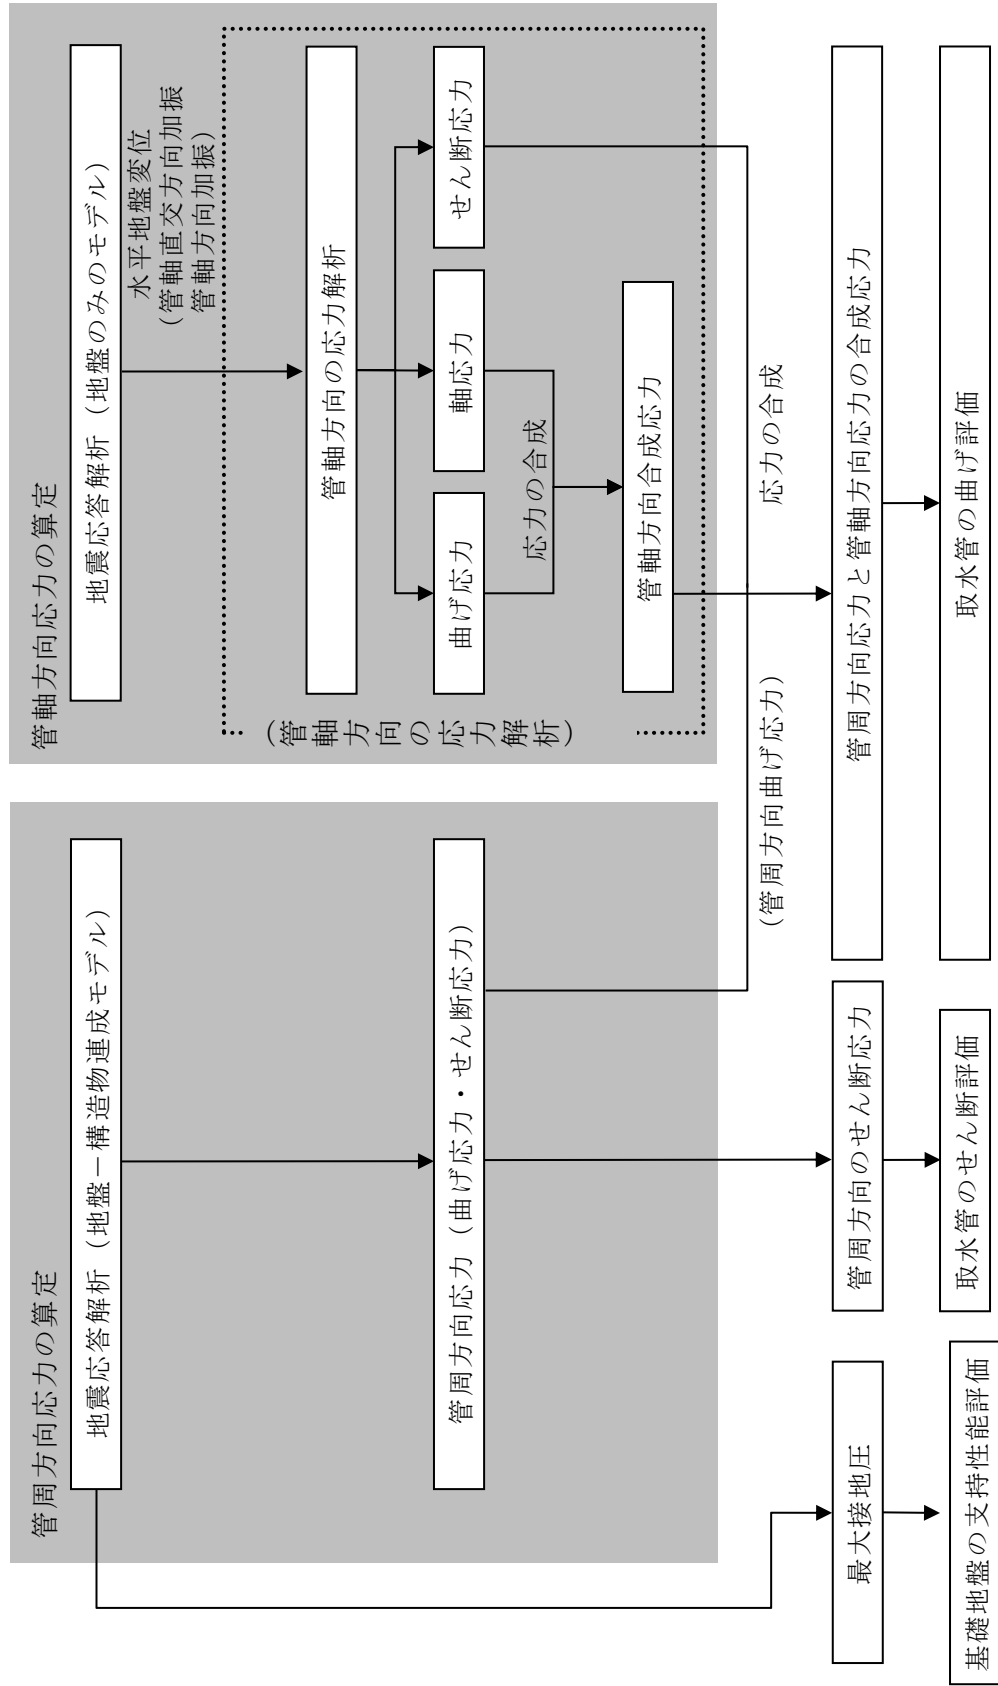 管周方向応力の算定
地震応答解析（地盤－構造物連成モデル）
管周方向応力（曲げ応力・せん断応力）
管軸方向応力の算定
地震応答解析（地盤のみのモデル）
水平地盤変位
（管軸直交方向加振
管軸方向加振）
（管軸方向の応力解析）
管軸方向の応力解析
曲げ応力
軸応力
せん断応力
応力の合成
管軸方向合成応力
（管周方向曲げ応力）
応力の合成
最大接地圧
管周方向のせん断応力
管周方向応力と管軸方向応力の合成応力
基礎地盤の支持性能評価
取水管のせん断評価
取水管の曲げ評価